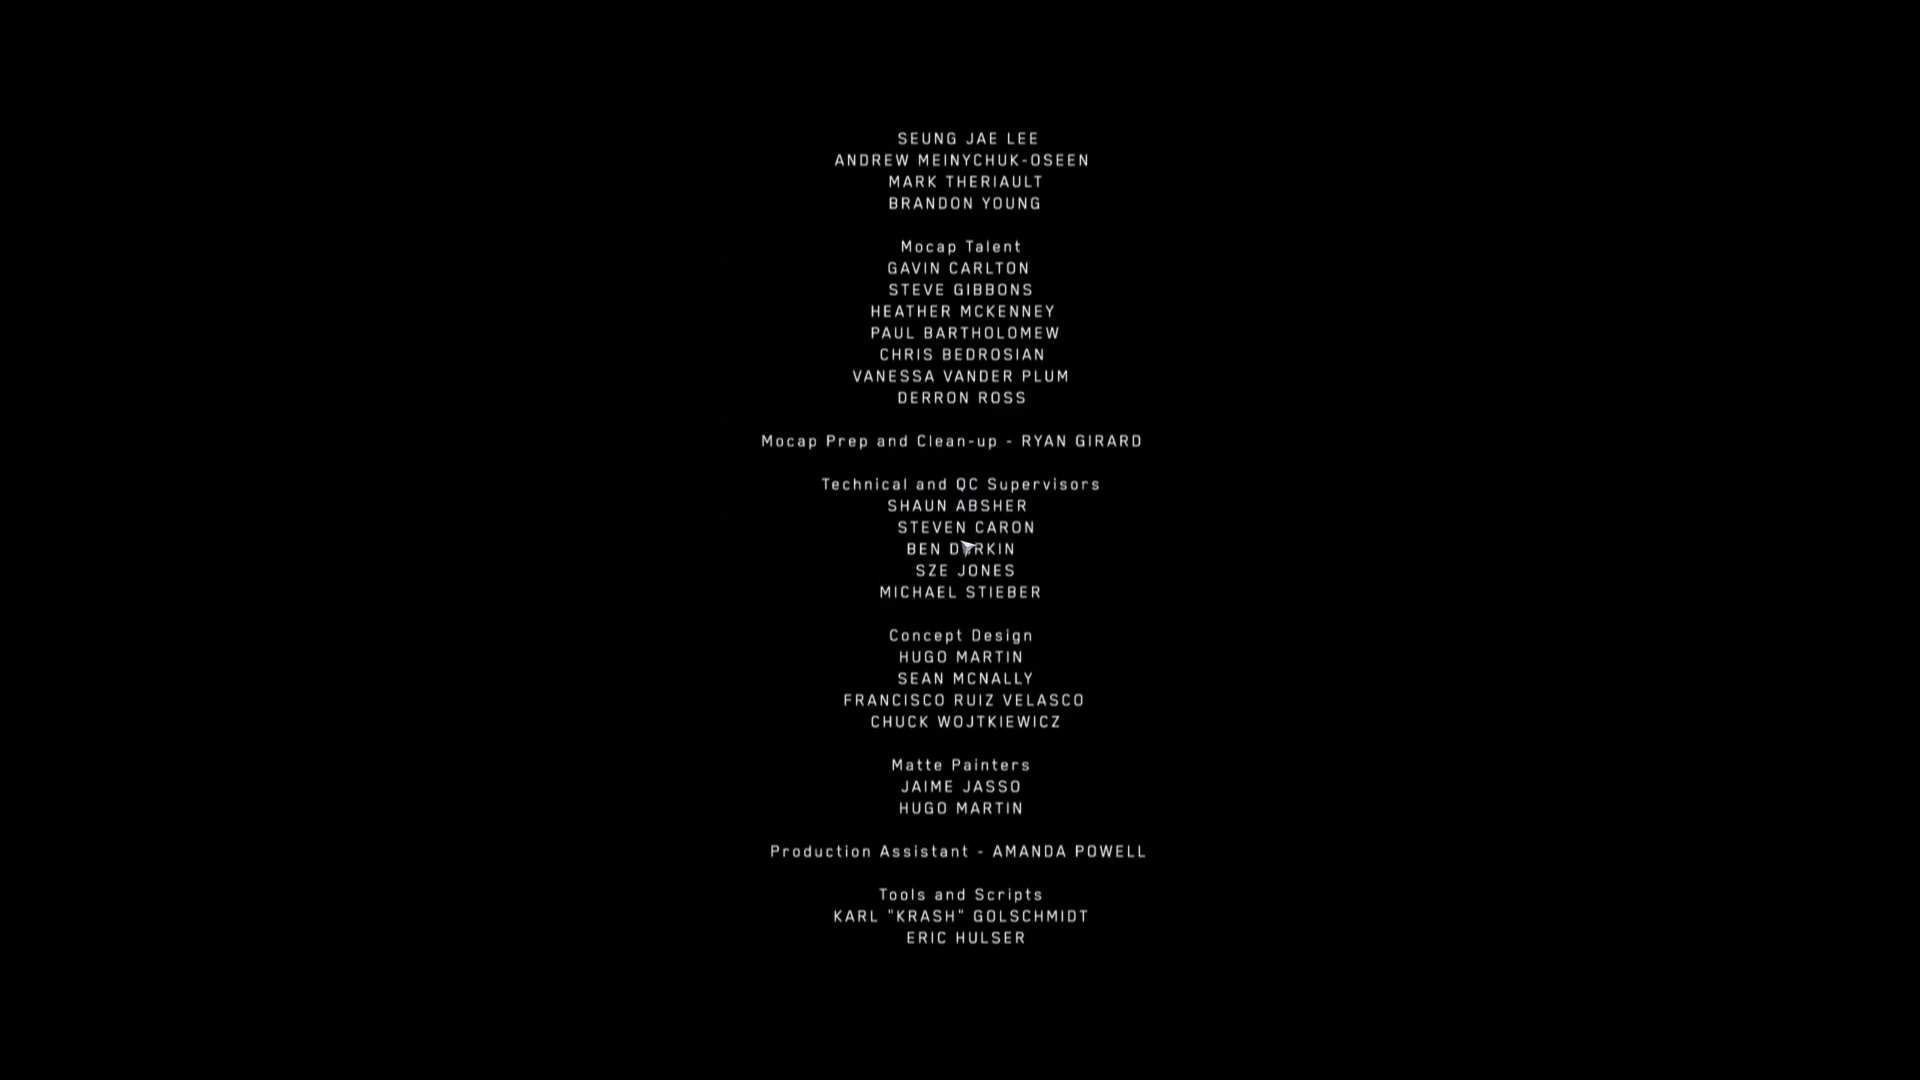 SEUNG JAE LEE
ANDREW MEINYCHUK-OSEEN
MARK THERIAULT
BRANDON YOUNG
Mocap Talent
GAVIN CARLTON
STEVE GIBBONS
HEATHER MCKENNEY
PAUL BARTHOLOMEW
CHRIS BEDROSIAN
VANESSA VANDER PLUM
DERRON ROSS
Mocap Prep and Clean-up - RYAN GIRARD
Technical and QC Supervisors
SHAUN ABSHER
STEVEN CARON
BEN
SZE JONES
MICHAEL STIEBER
Concept Design
HUGO MARTIN
SEAN MCNALLY
FRANCISCO RUIZ VELASCO
CHUCK WOJTKIEWICZ
Matte Painters
JAIME JASSO
HUGO MARTIN
Production Assistant - AMANDA POWELL
Tools and Scripts
KARL "KRASH" GOLSCHMIDT
ERIC HULSER